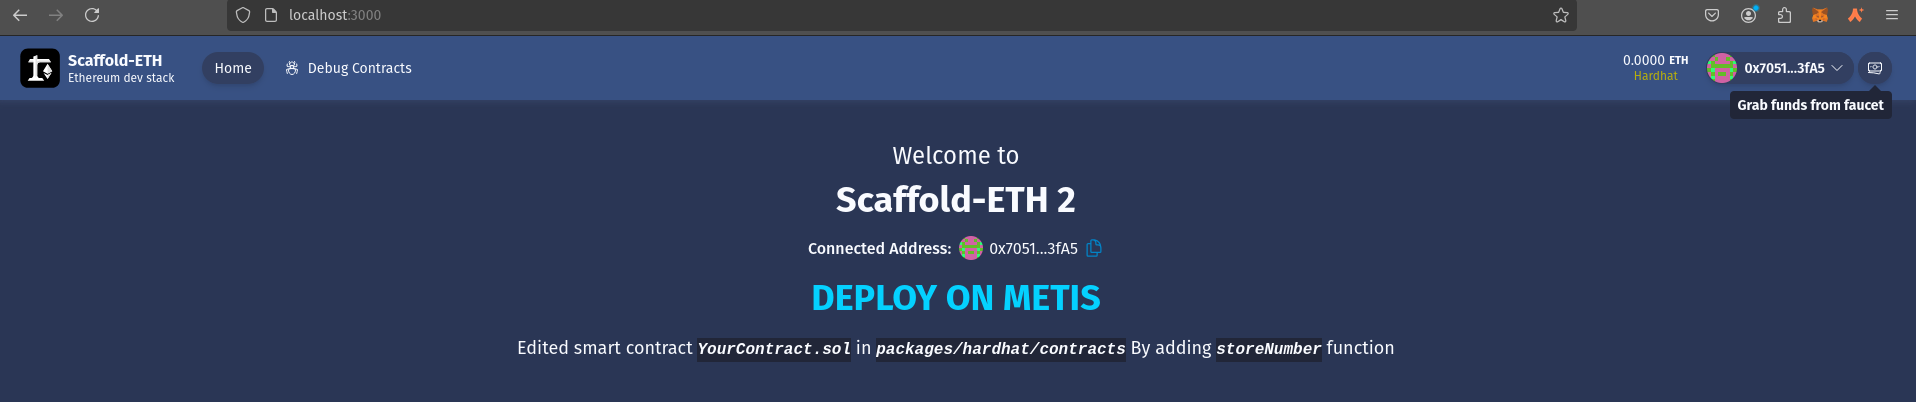 localhost:3000
Scaffold-ETH
Ethereum dev stack
Home
Debug Contracts
0.0000 ETH
Hardhat
0x7051...3fA5
Grab funds from faucet
Welcome to
Scaffold-ETH 2
Connected Address: 0x7051...3fA5
DEPLOY ON METIS
Edited smart contract YourContract.sol in packages/hardhat/contracts By adding storeNumber function